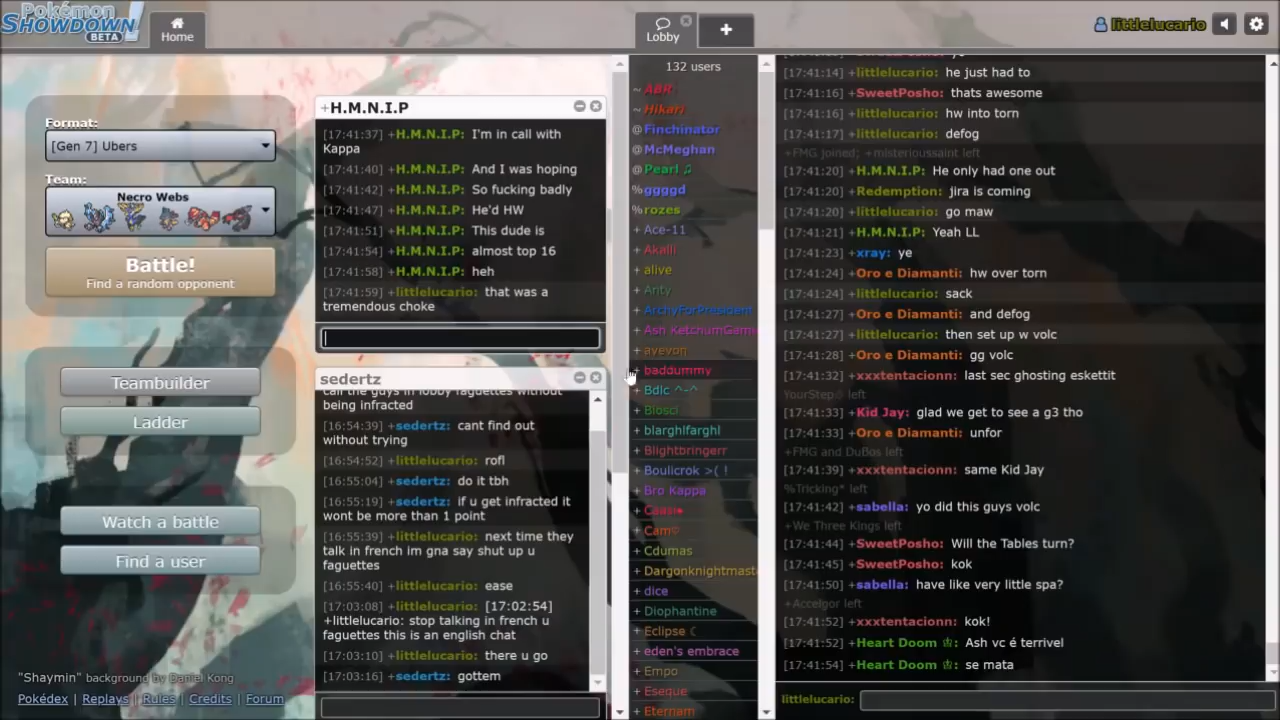 Pokémon
SHOWDOWN!
BETA
Home
Lobby
littlelucario
Format:
[Gen 7] Ubers
Team:
Necro Webs
Battle!
Find a random opponent
Teambuilder
Ladder
Watch a battle
Find a user
"Shaymin" background by Daniel Kong
Pokédex | Replays | Rules | Credits | Forum
+H.M.N.I.P
[17:41:37] +H.M.N.I.P: I'm in call with
Kappa
[17:41:40] +H.M.N.I.P: And I was hoping
[17:41:42] +H.M.N.I.P: So fucking badly
[17:41:47] +H.M.N.I.P: He'd HW
[17:41:51] +H.M.N.I.P: This dude is
[17:41:54] +H.M.N.I.P: almost top 16
[17:41:58] +H.M.N.I.P: heh
[17:41:59] +littlelucario: that was a
tremendous choke
sedertz
call the guys in lobby faguettes without
being infracted
[16:54:39] +sedertz: cant find out
without trying
[16:54:52] +littlelucario: rofl
[16:55:04] +sedertz: do it tbh
[16:55:19] +sedertz: if u get infracted it
wont be more than 1 point
[16:55:39] +littlelucario: next time they
talk in french im gna say shut up u
faguettes
[16:55:40] +littlelucario: ease
[17:03:08] +littlelucario: [17:02:54]
+littlelucario: stop talking in french u
faguettes this is an english chat
[17:03:10] +littlelucario: there u go
[17:03:16] +sedertz: gottem
132 users
~ ABR
~ Hikari
@ Finchinator
@ McMeghan
@ Pearl ♫
% ggggd
% rozes
+ Ace-11
+ Akalli
+ alive
+ Anty
+ ArchyForPresident
+ Ash KetchumGamer
+ ayevon
+ baddummy
+ Bdlc ^-^
+ Biosci
+ blarghlfarghl
+ Blightbringerr
+ Boulicrok >( !
+ Bro Kappa
+ Cam♡
+ Cdumas
+ Dargonknightmast
+ dice
+ Diophantine
+ Eclipse ☾
+ eden's embrace
+ Empo
+ Eseque
+ Eternam
[17:41:14] +littlelucario: he just had to
[17:41:16] +SweetPosho: thats awesome
[17:41:16] +littlelucario: hw into torn
[17:41:17] +littlelucario: defog
+FMG joined; +misterioussaint left
[17:41:20] +H.M.N.I.P: He only had one out
[17:41:20] +Redemption: jira is coming
[17:41:20] +littlelucario: go maw
[17:41:21] +H.M.N.I.P: Yeah LL
[17:41:23] +xray: ye
[17:41:24] +Oro e Diamanti: hw over torn
[17:41:24] +littlelucario: sack
[17:41:27] +Oro e Diamanti: and defog
[17:41:27] +littlelucario: then set up w volc
[17:41:28] +Oro e Diamanti: gg volc
[17:41:32] +xxxtentacionn: last sec ghosting eskettit
left
[17:41:33] +Kid Jay: glad we get to see a g3 tho
[17:41:33] +Oro e Diamanti: unfor
+FMG and DuBos left
[17:41:39] +xxxtentacionn: same Kid Jay
%Tricking* left
[17:41:42] +sabella: yo did this guys volc
+We Three Kings left
[17:41:44] +SweetPosho: Will the Tables turn?
[17:41:45] +SweetPosho: kok
[17:41:50] +sabella: have like very little spa?
+Accelgor left
[17:41:52] +xxxtentacionn: kok!
[17:41:52] +Heart Doom ♔: Ash vc é terrivel
[17:41:54] +Heart Doom ♔: se mata
littlelucario: